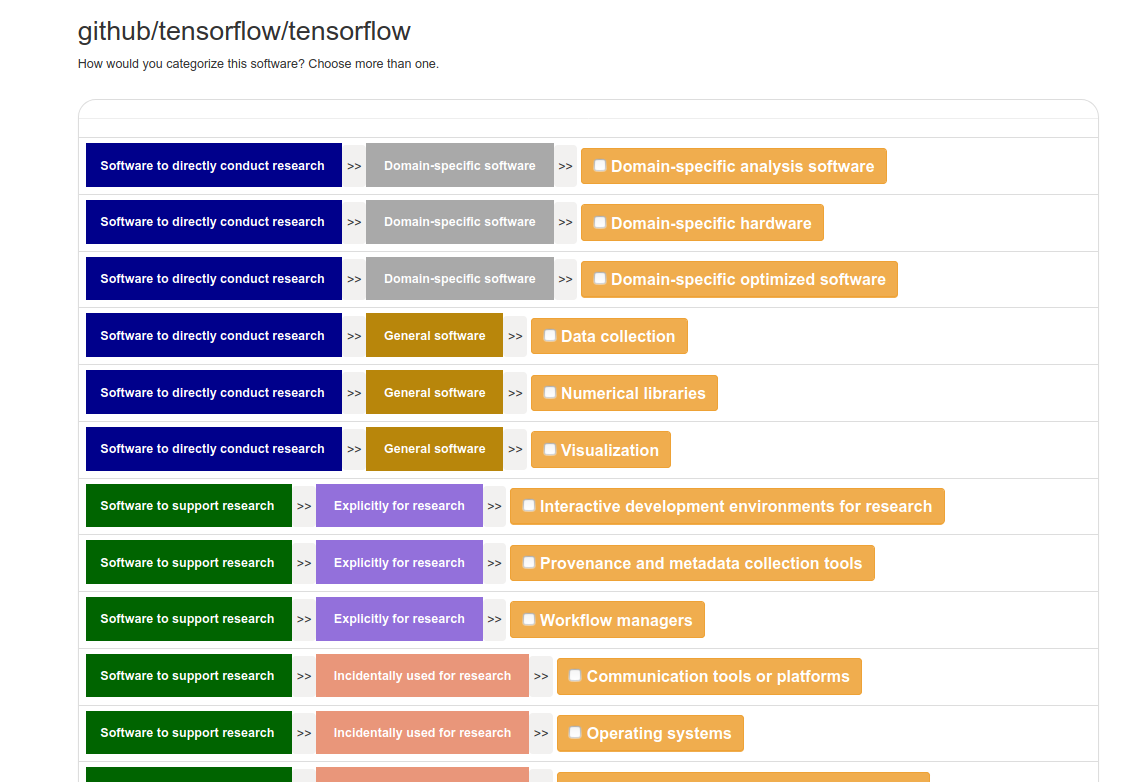 github/tensorflow/tensorflow
How would you categorize this software? Choose more than one.
Software to directly conduct research >> Domain-specific software >> Domain-specific analysis software
Software to directly conduct research >> Domain-specific software >> Domain-specific hardware
Software to directly conduct research >> Domain-specific software >> Domain-specific optimized software
Software to directly conduct research >> General software >> Data collection
Software to directly conduct research >> General software >> Numerical libraries
Software to directly conduct research >> General software >> Visualization
Software to support research >> Explicitly for research >> Interactive development environments for research
Software to support research >> Explicitly for research >> Provenance and metadata collection tools
Software to support research >> Explicitly for research >> Workflow managers
Software to support research >> Incidentally used for research >> Communication tools or platforms
Software to support research >> Incidentally used for research >> Operating systems